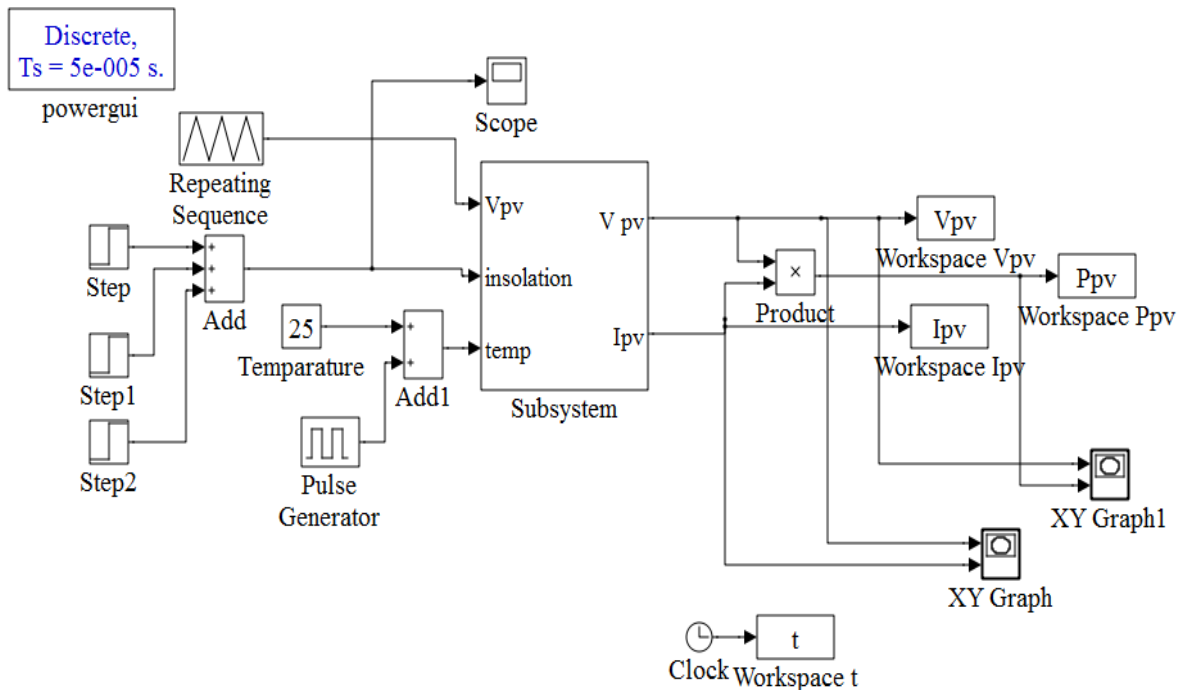 Discrete,
Ts = 5e-005 s.
powergui
Scope
Repeating
Sequence
Vpv
V pv
Vpv
Workspace Vpv
Step
+
+
+
Add
insolation
×
Product
Ppv
Workspace Ppv
25
Temparature
+
+
Add1
temp
Ipv
Subsystem
Ipv
Workspace Ipv
Step1
Step2
Pulse
Generator
XY Graph1
XY Graph
Clock
t
Workspace t